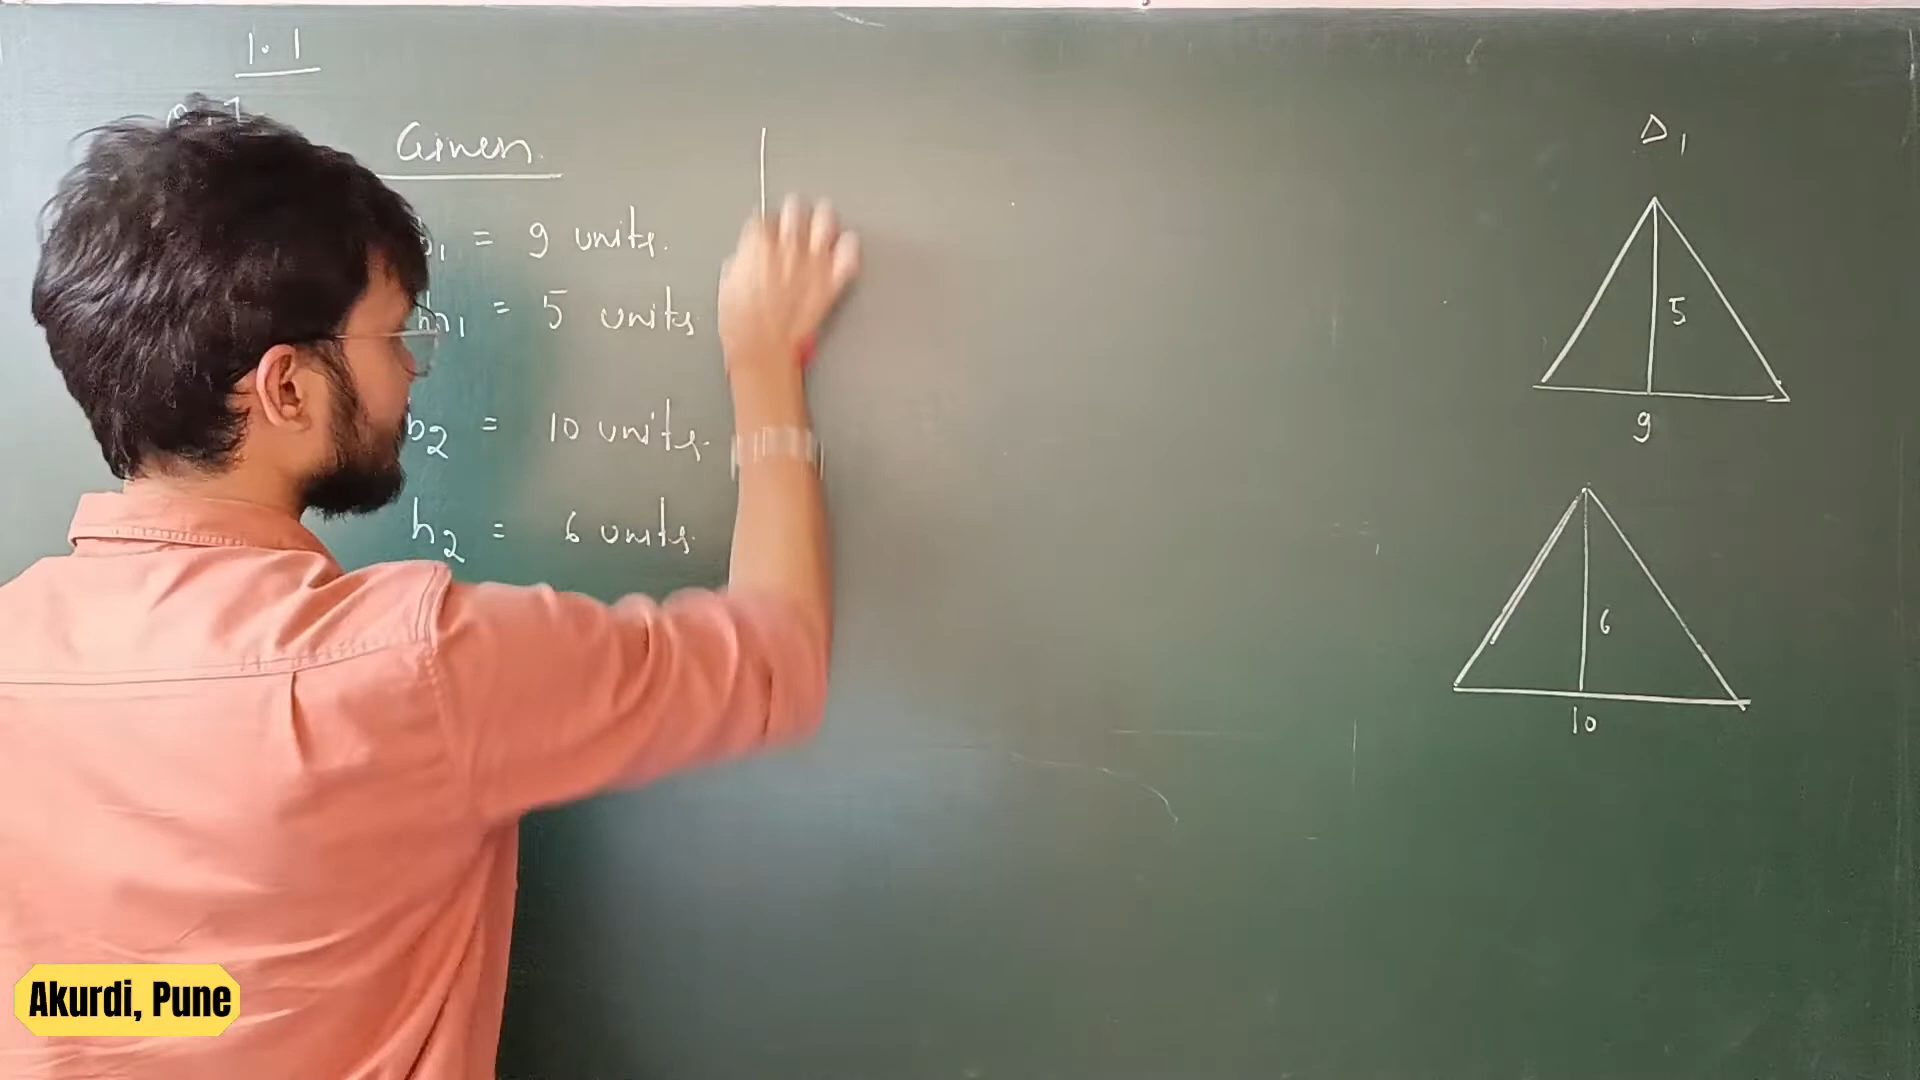 1.1
Given.
b1 = 9 units.
h1 = 5 units
b2 = 10 units.
h2 = 6 units.
Δ1
5
9
6
10
Akurdi, Pune